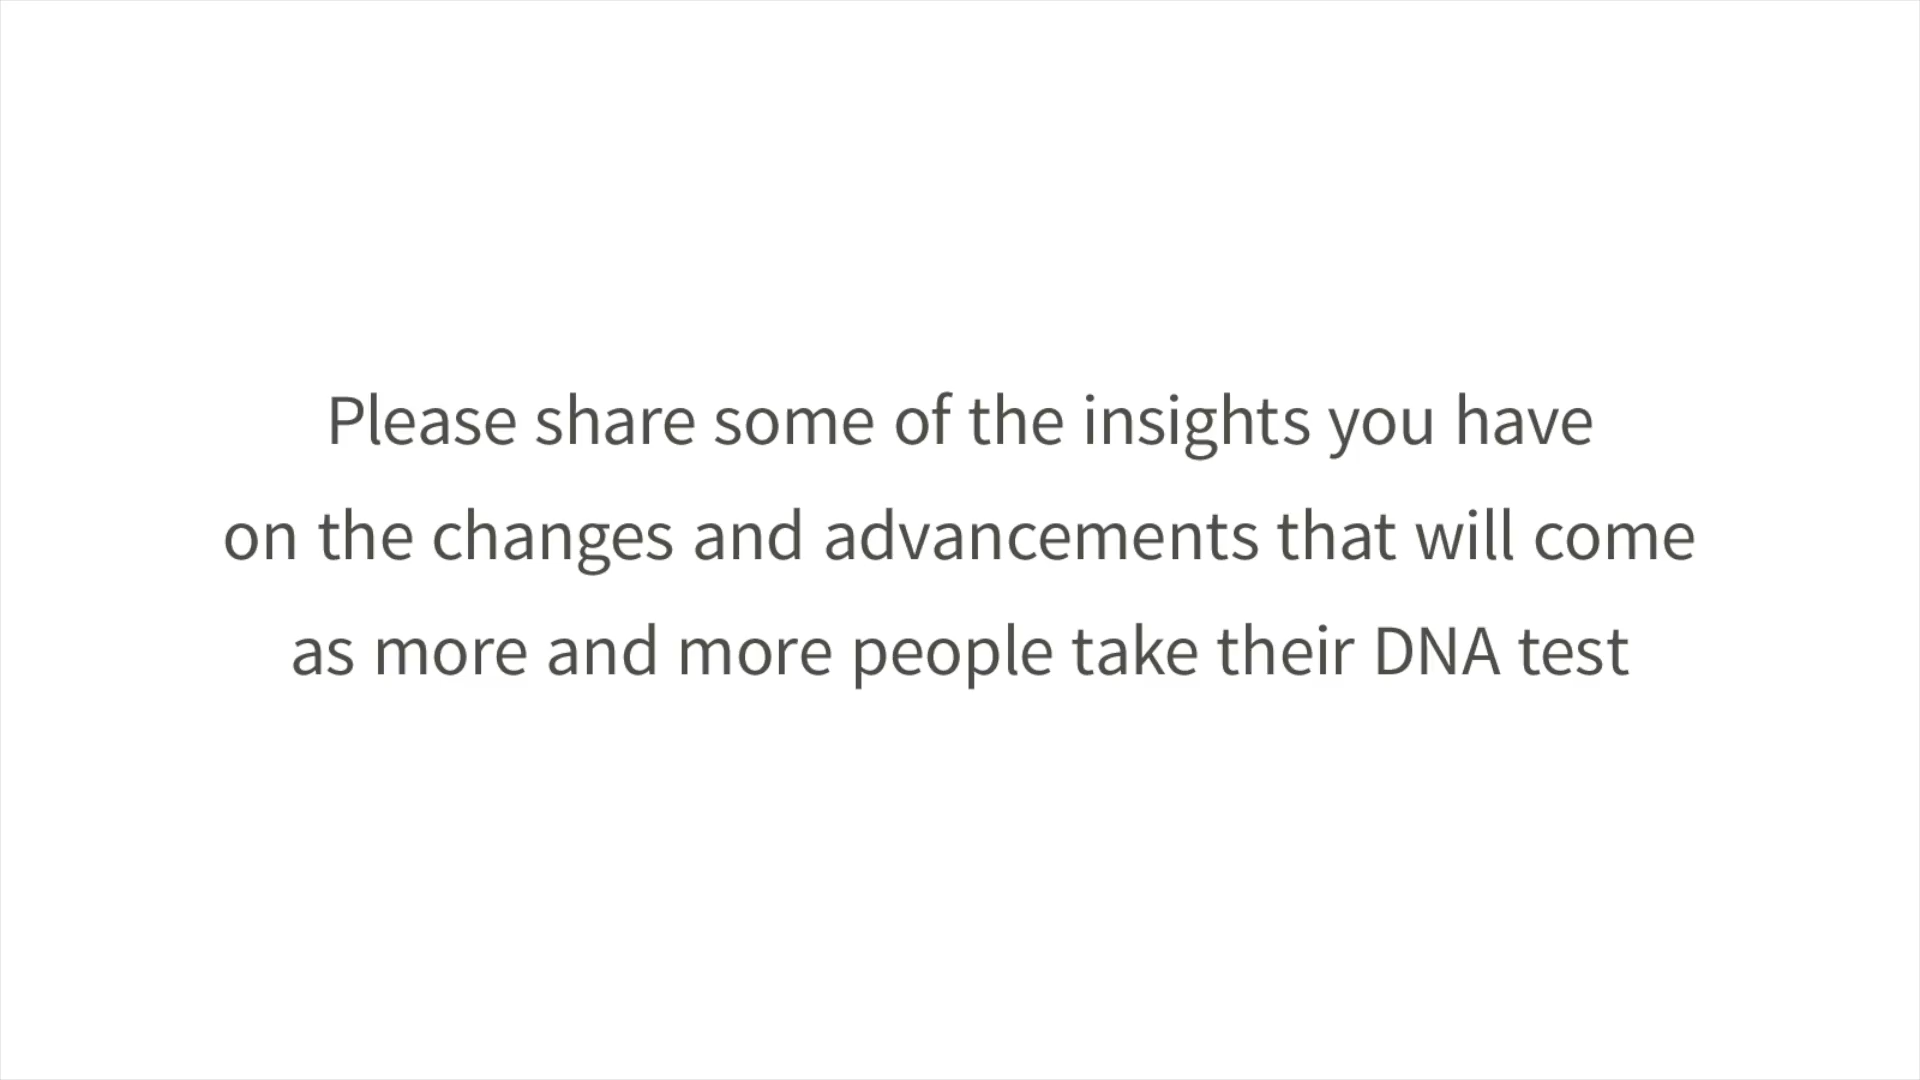 Please share some of the insights you have
on the changes and advancements that will come
as more and more people take their DNA test